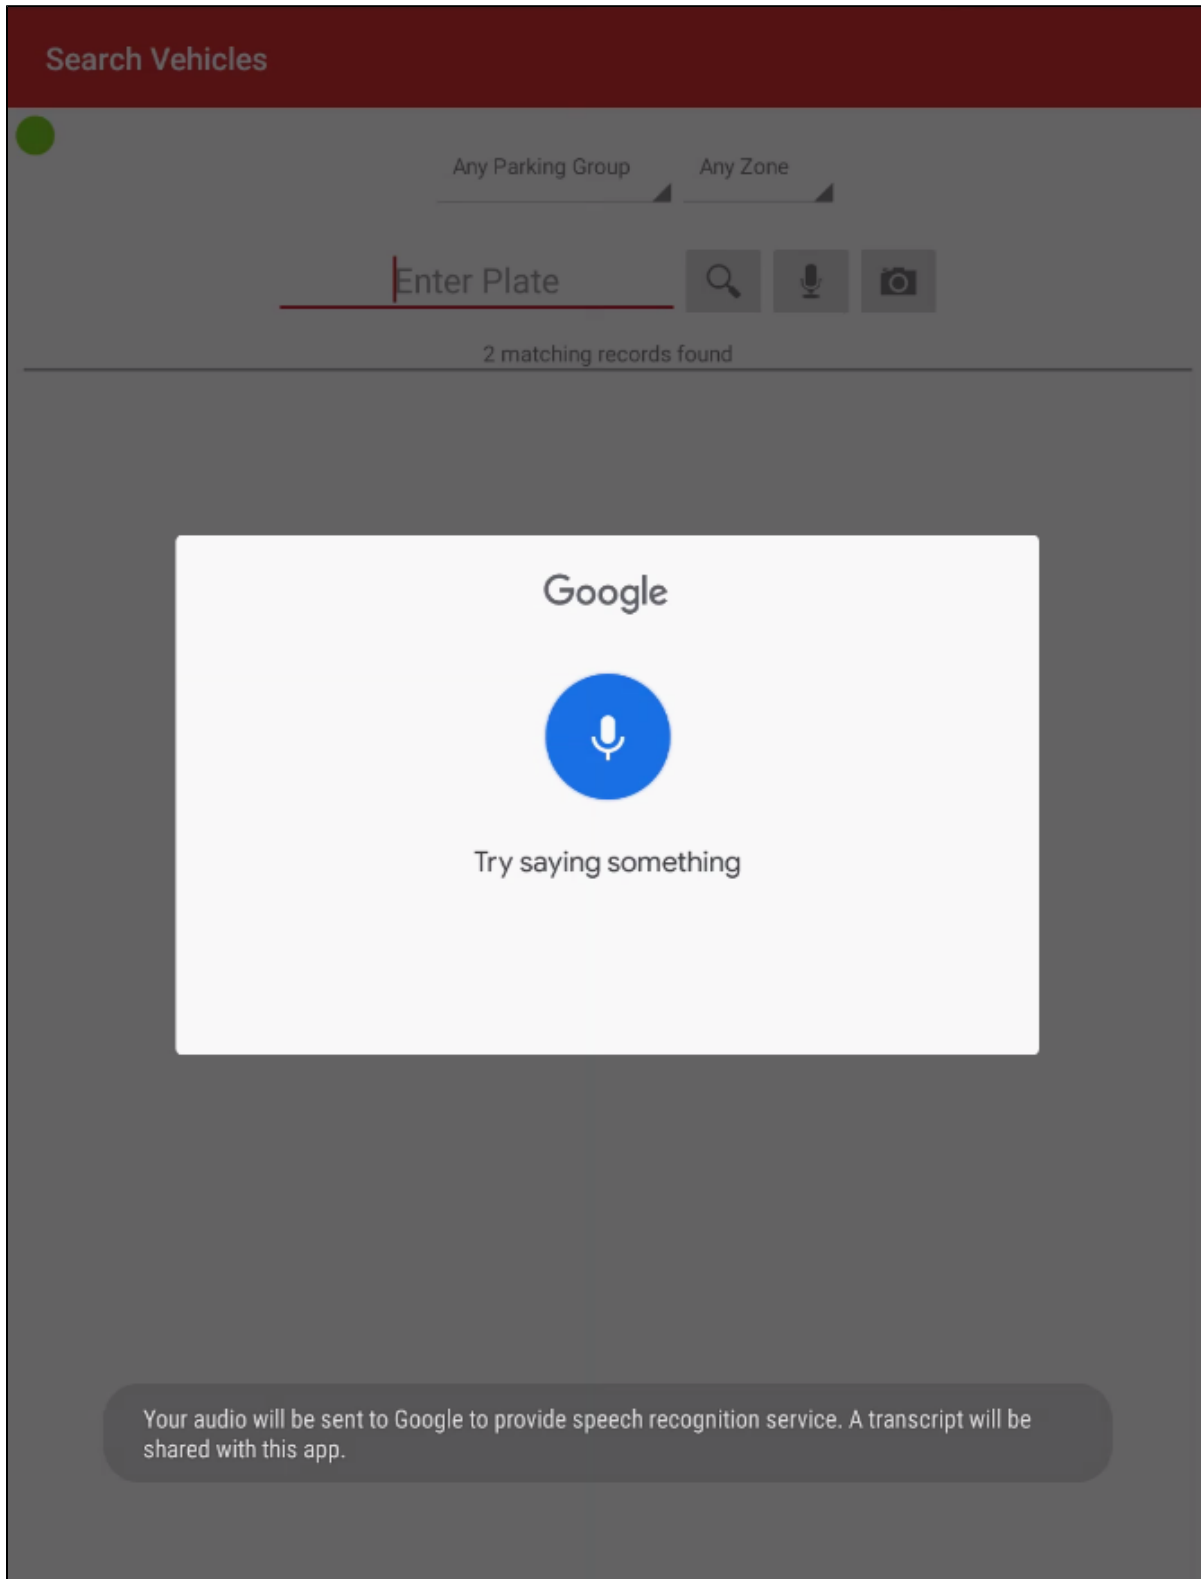 Search Vehicles
Any Parking Group Any Zone
Enter Plate
2 matching records found
Google
Try saying something
Your audio will be sent to Google to provide speech recognition service. A transcript will be
shared with this app.